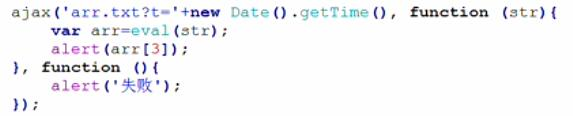 ajax('arr.txt?t='+new Date().getTime(), function (str){
    var arr=eval(str);
    alert(arr[3]);
}, function (){
    alert('失败');
});